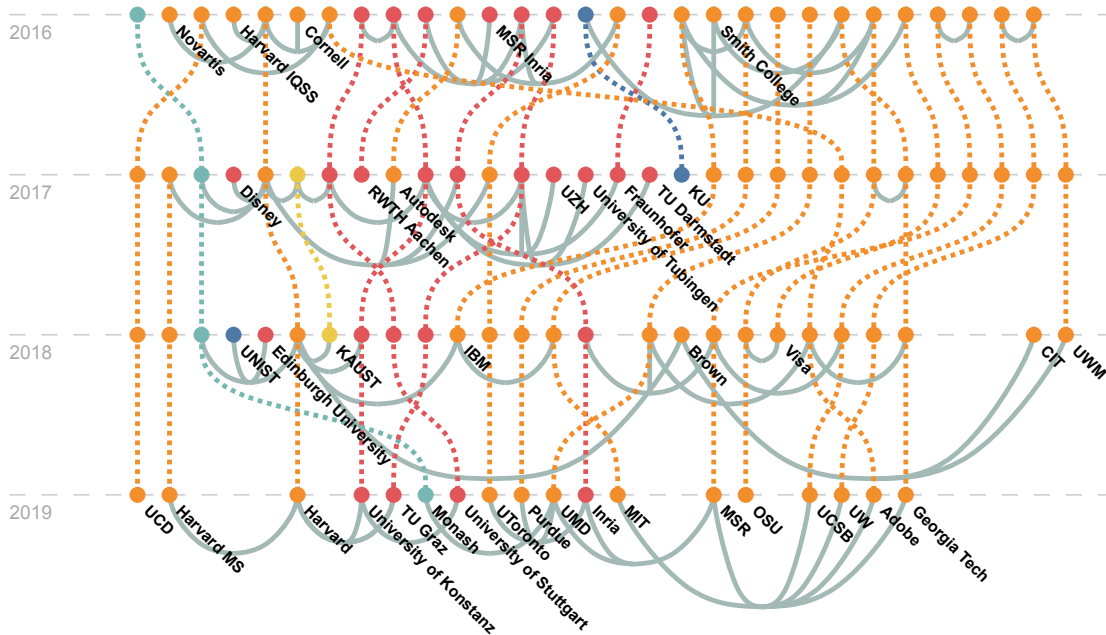 2016
Novartis
Harvard IQSS
Cornell
MSR Inria
Smith College
2017
Disney
RWTH Aachen
Autodesk
UZH
University of Tubingen
Fraunhofer
TU Darmstadt
KU
2018
UNIST
Edinburgh University
KAUST
IBM
Brown
Visa
CIT
UWM
2019
UCD
Harvard MS
Harvard
University of Konstanz
TU Graz
Monash
University of Stuttgart
UToronto
Purdue
UMD
Inria
MIT
MSR
OSU
UCSB
UW
Adobe
Georgia Tech